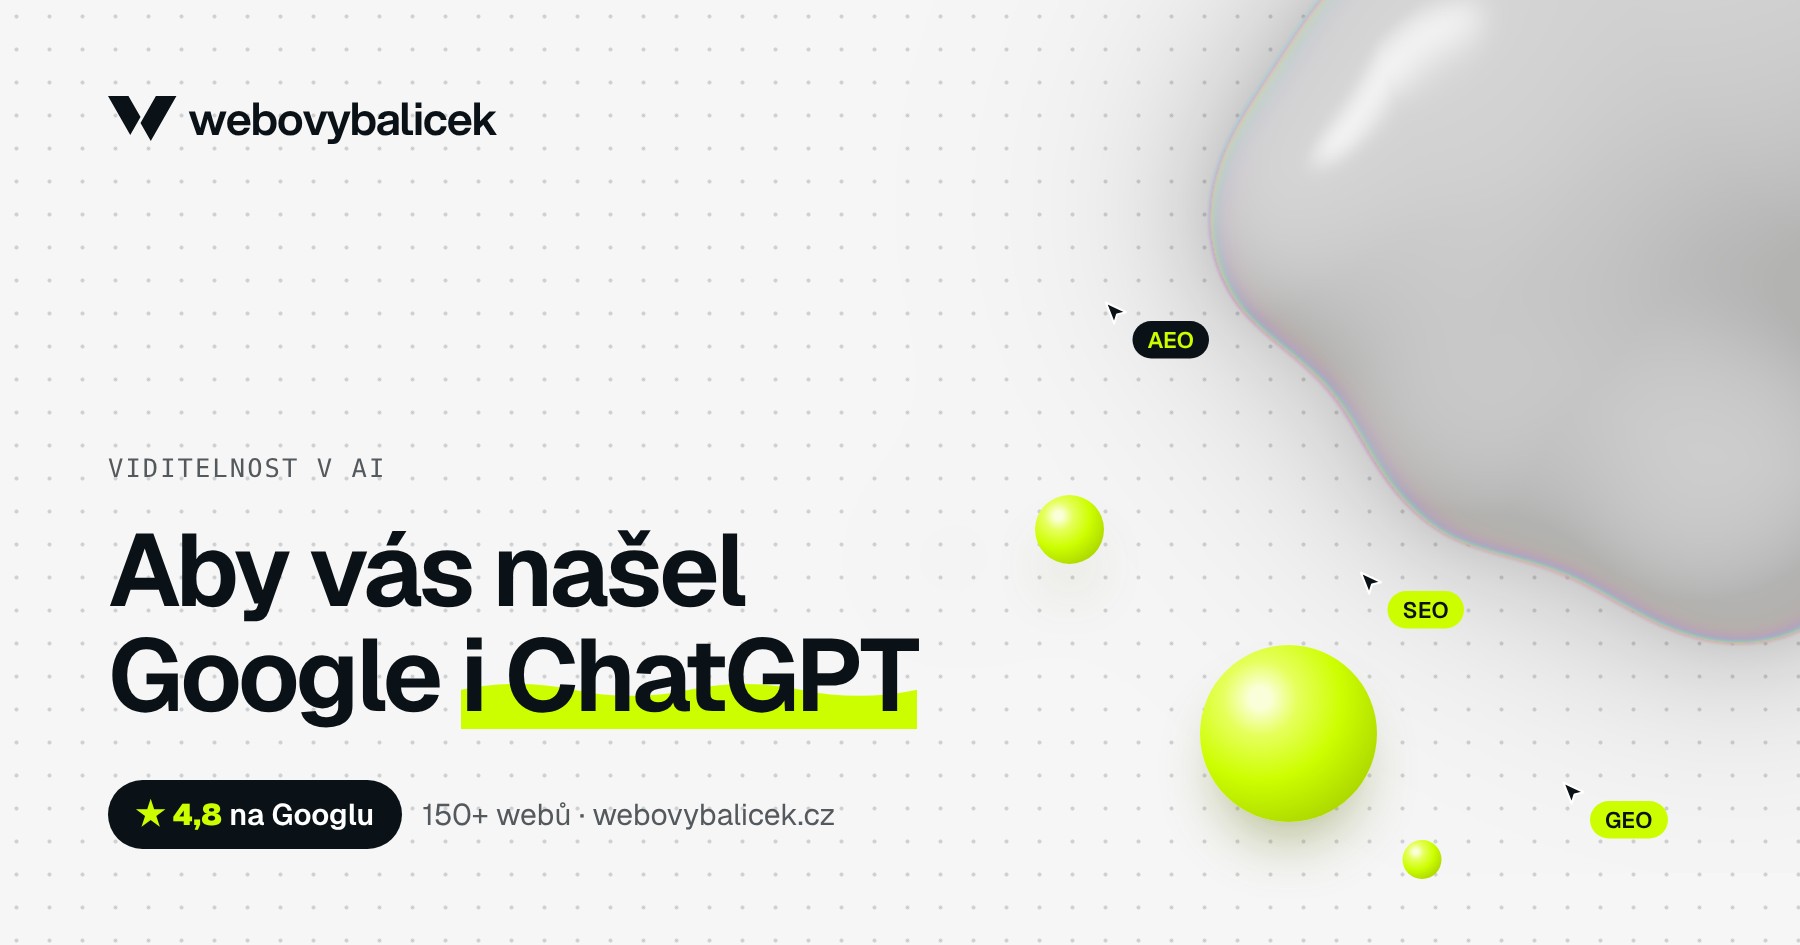 webovybalicek
AEO
VIDITELNOST V AI
Aby vás našel
Google i ChatGPT
SEO
★ 4,8 na Googlu
150+ webů · webovybalicek.cz
GEO